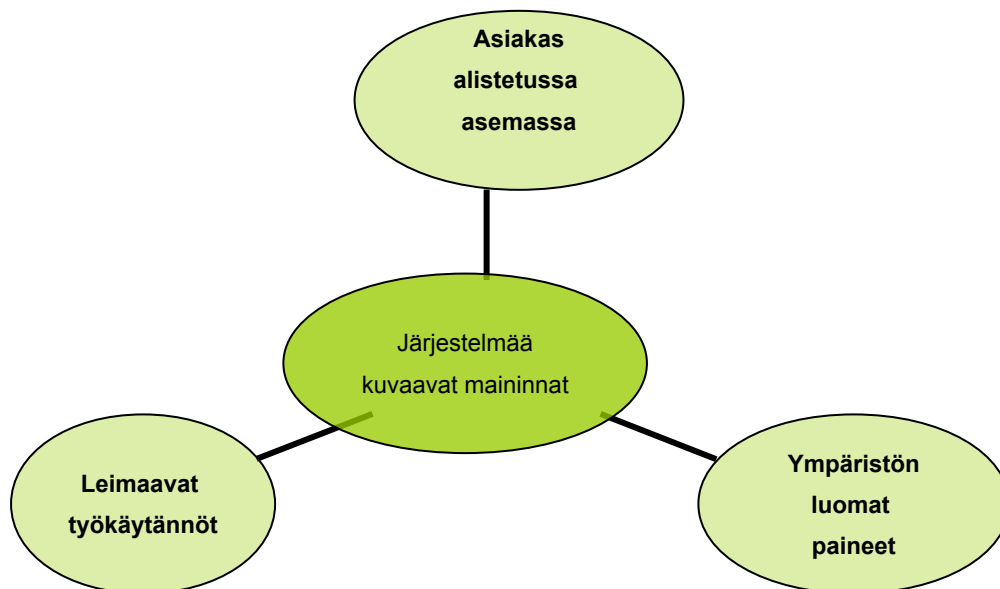 Asiakas
alistetussa
asemassa
Järjestelmää
kuvaavat maininnat
Leimaavat
työkäytännöt
Ympäristön
luomat
paineet